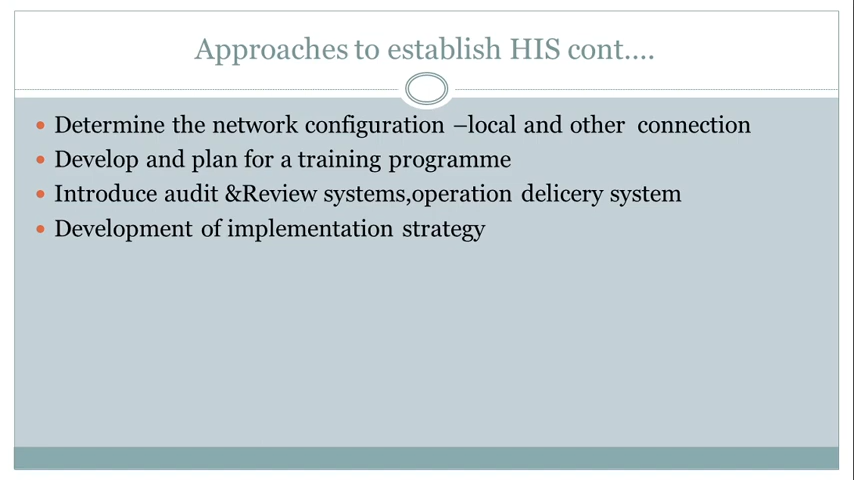 Approaches to establish HIS cont....
• Determine the network configuration –local and other connection
• Develop and plan for a training programme
• Introduce audit &Review systems,operation delicery system
• Development of implementation strategy